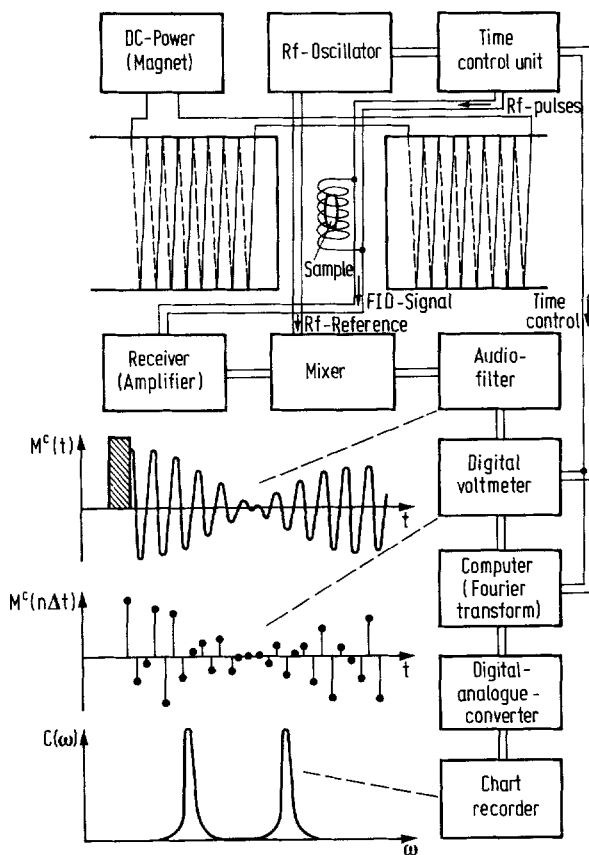 DC-Power
(Magnet)
Rf-Oscillator
Time
control unit
Rf-pulses
Sample
FID-Signal
Rf-Reference
Time
control
Receiver
(Amplifier)
Mixer
Audio-
filter
M^c(t)
t
Digital
voltmeter
M^c(nΔt)
t
Computer
(Fourier
transform)
Digital-
analogue-
converter
C(ω)
ω
Chart
recorder